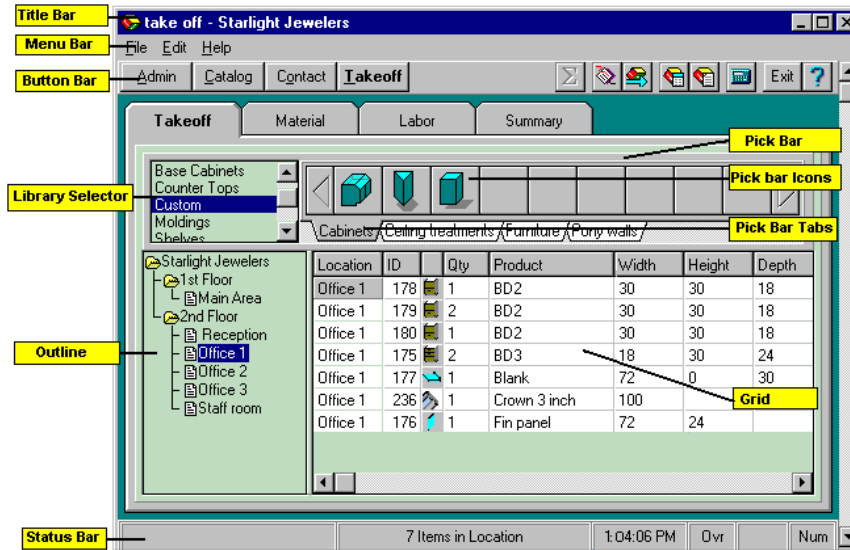 Title Bar
take off - Starlight Jewelers
Menu Bar
File Edit Help
Button Bar
Admin Catalog Contact Takeoff Σ Exit ?
Takeoff Material Labor Summary
Pick Bar
Library Selector
Base Cabinets
Counter Tops
Custom
Moldings
Shelves
Pick bar Icons
Cabinets Ceiling treatments Furniture Pony walls
Pick Bar Tabs
Outline
Starlight Jewelers
1st Floor
Main Area
2nd Floor
Reception
Office 1
Office 2
Office 3
Staff room
Location ID Qty Product Width Height Depth
Office 1 178 1 BD2 30 30 18
Office 1 179 2 BD2 30 30 18
Office 1 180 1 BD2 30 30 18
Office 1 175 2 BD3 18 30 24
Office 1 177 1 Blank 72 0 30
Office 1 236 1 Crown 3 inch 100
Office 1 176 1 Fin panel 72 24
Grid
Status Bar
7 Items in Location 1:04:06 PM Ovr Num